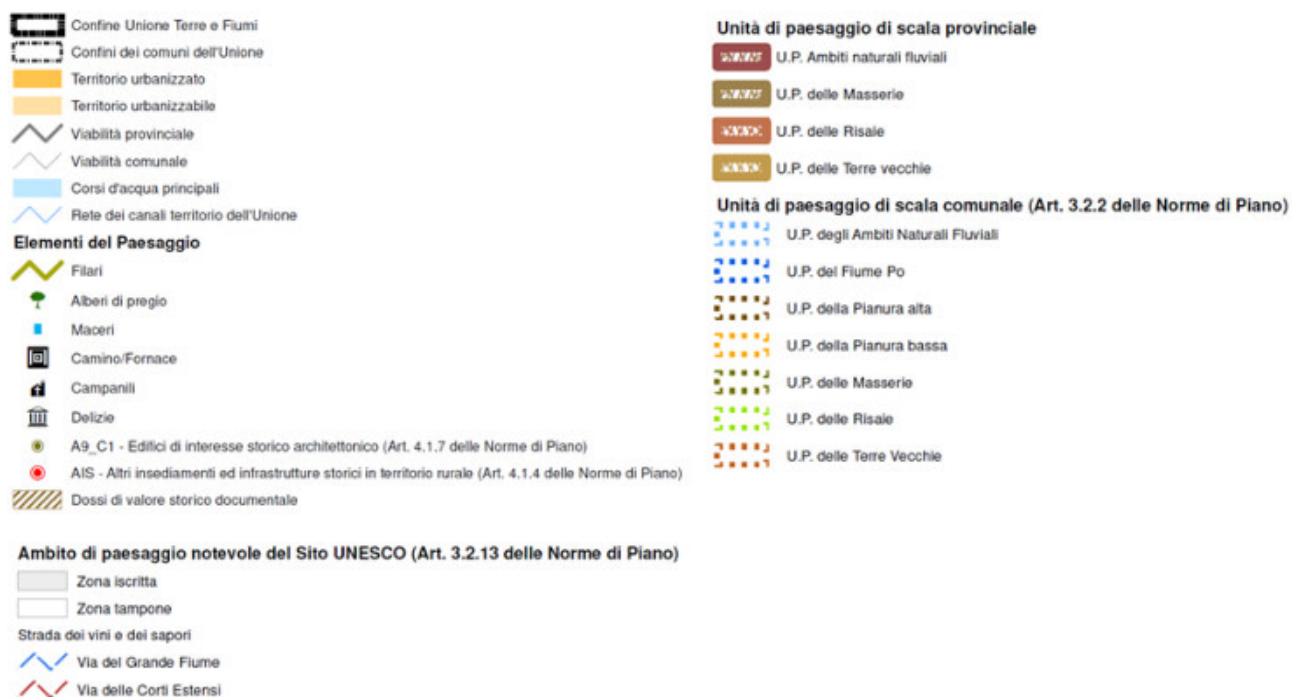 Confine Unione Terre e Fiumi
Confini dei comuni dell'Unione
Territorio urbanizzato
Territorio urbanizzabile
Viabilità provinciale
Viabilità comunale
Corsi d'acqua principali
Rete dei canali territorio dell'Unione
Elementi del Paesaggio
Filari
Alberi di pregio
Maceri
Camino/Fornace
Campanili
Delizie
A9_C1 - Edifici di interesse storico architettonico (Art. 4.1.7 delle Norme di Piano)
AIS - Altri insediamenti ed infrastrutture storici in territorio rurale (Art. 4.1.4 delle Norme di Piano)
Dossi di valore storico documentale
Ambito di paesaggio notevole del Sito UNESCO (Art. 3.2.13 delle Norme di Piano)
Zona iscritta
Zona tampone
Strada dei vini e dei sapori
Via del Grande Fiume
Via delle Corti Estensi
Unità di paesaggio di scala provinciale
U.P. Ambiti naturali fluviali
U.P. delle Masserie
U.P. delle Risaie
U.P. delle Terre vecchie
Unità di paesaggio di scala comunale (Art. 3.2.2 delle Norme di Piano)
U.P. degli Ambiti Naturali Fluviali
U.P. del Fiume Po
U.P. della Pianura alta
U.P. della Pianura bassa
U.P. delle Masserie
U.P. delle Risaie
U.P. delle Terre Vecchie